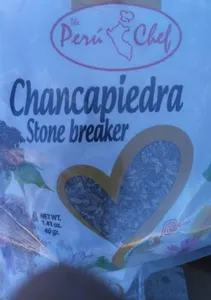 the
Perú Chef
Chancapiedra
Stone breaker
NET WT.
1.41 oz.
40 gr.